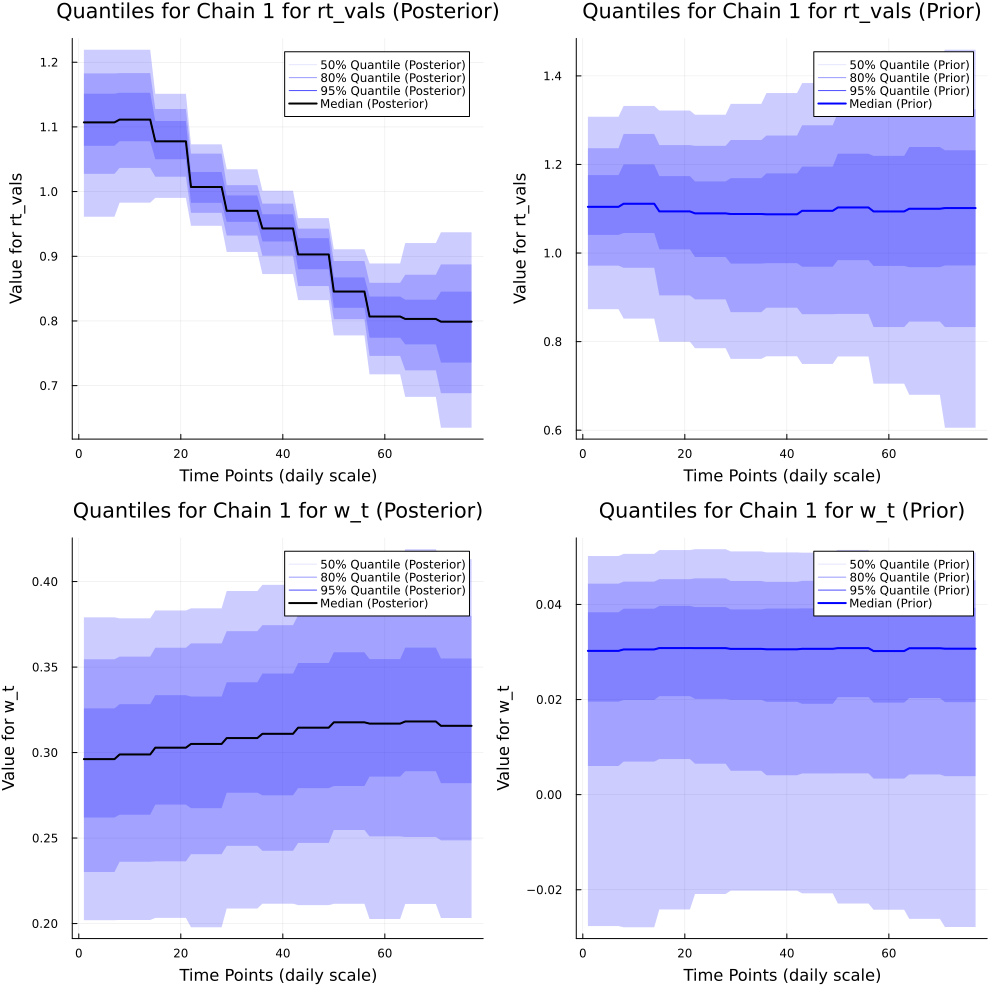 Quantiles for Chain 1 for rt_vals (Posterior)
Value for rt_vals
1.2
1.1
1.0
0.9
0.8
0.7
50% Quantile (Posterior)
80% Quantile (Posterior)
95% Quantile (Posterior)
Median (Posterior)
0 20 40 60
Time Points (daily scale)
Quantiles for Chain 1 for rt_vals (Prior)
Value for rt_vals
1.4
1.2
1.0
0.8
0.6
50% Quantile (Prior)
80% Quantile (Prior)
95% Quantile (Prior)
Median (Prior)
0 20 40 60
Time Points (daily scale)
Quantiles for Chain 1 for w_t (Posterior)
Value for w_t
0.40
0.35
0.30
0.25
0.20
50% Quantile (Posterior)
80% Quantile (Posterior)
95% Quantile (Posterior)
Median (Posterior)
0 20 40 60
Time Points (daily scale)
Quantiles for Chain 1 for w_t (Prior)
Value for w_t
0.04
0.02
0.00
−0.02
50% Quantile (Prior)
80% Quantile (Prior)
95% Quantile (Prior)
Median (Prior)
0 20 40 60
Time Points (daily scale)